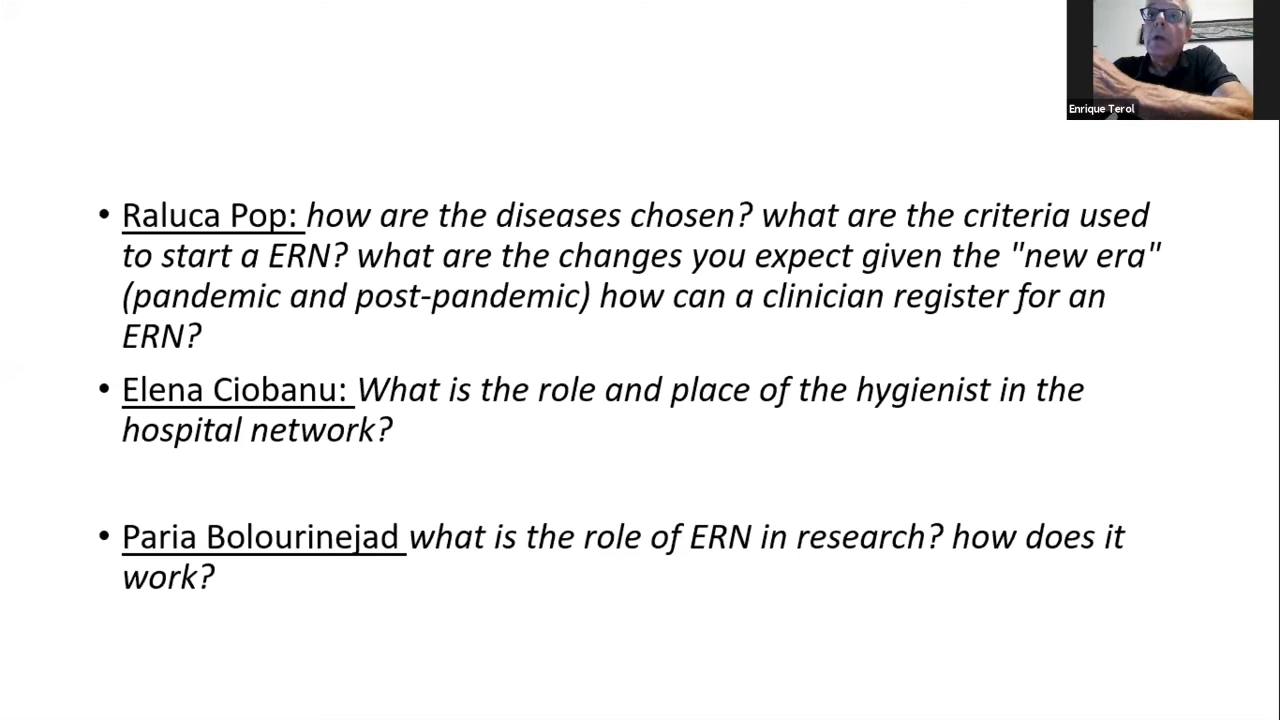 Enrique Terol
• Raluca Pop: how are the diseases chosen? what are the criteria used
to start a ERN? what are the changes you expect given the "new era"
(pandemic and post-pandemic) how can a clinician register for an
ERN?
• Elena Ciobanu: What is the role and place of the hygienist in the
hospital network?
• Paria Bolourinejad what is the role of ERN in research? how does it
work?